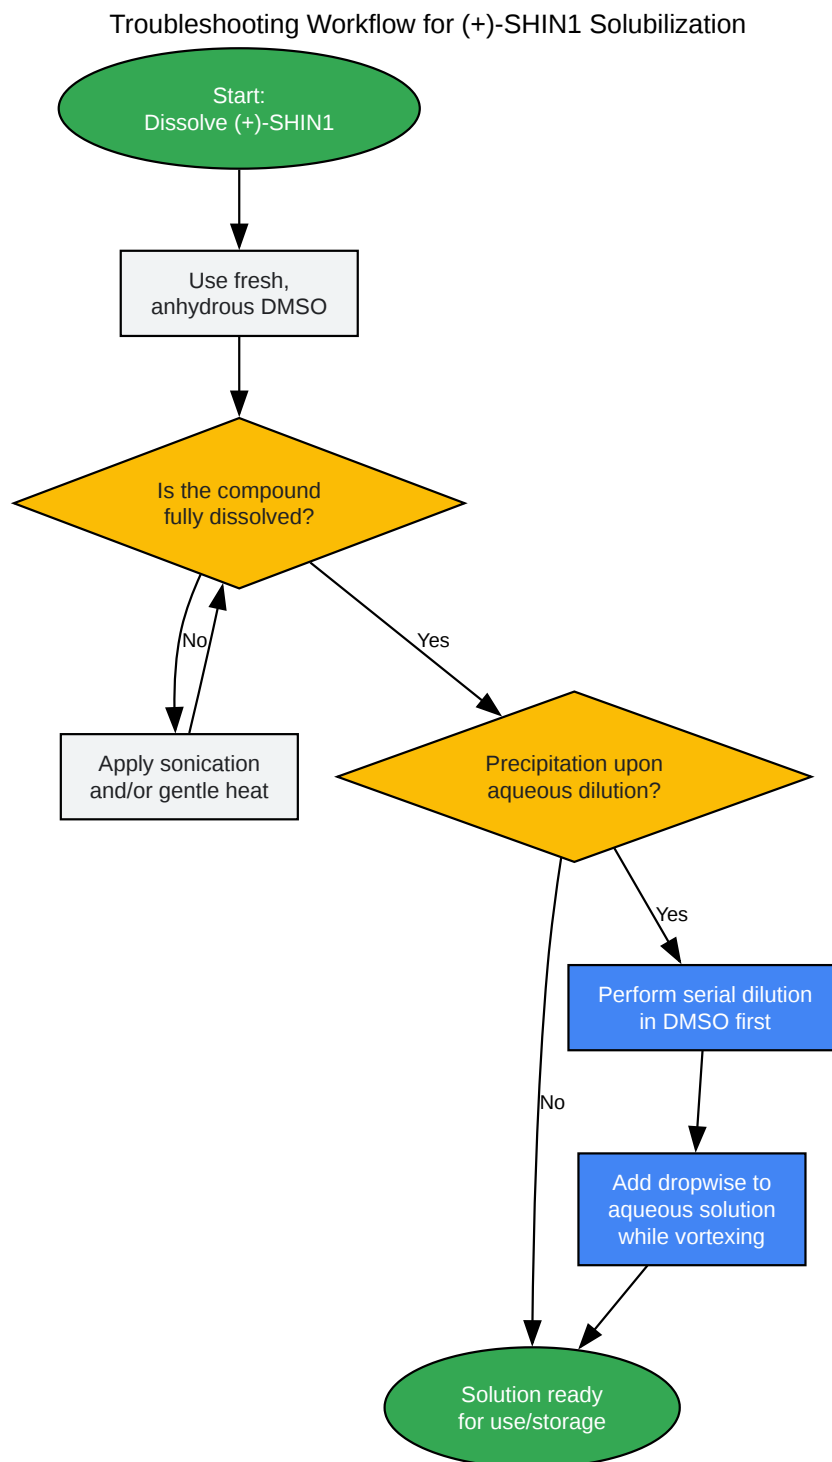 Troubleshooting Workflow for (+)-SHIN1 Solubilization
Start:
Dissolve (+)-SHIN1
Use fresh,
anhydrous DMSO
Is the compound
fully dissolved?
No
Yes
Apply sonication
and/or gentle heat
Precipitation upon
aqueous dilution?
Yes
Perform serial dilution
in DMSO first
No
Add dropwise to
aqueous solution
while vortexing
Solution ready
for use/storage